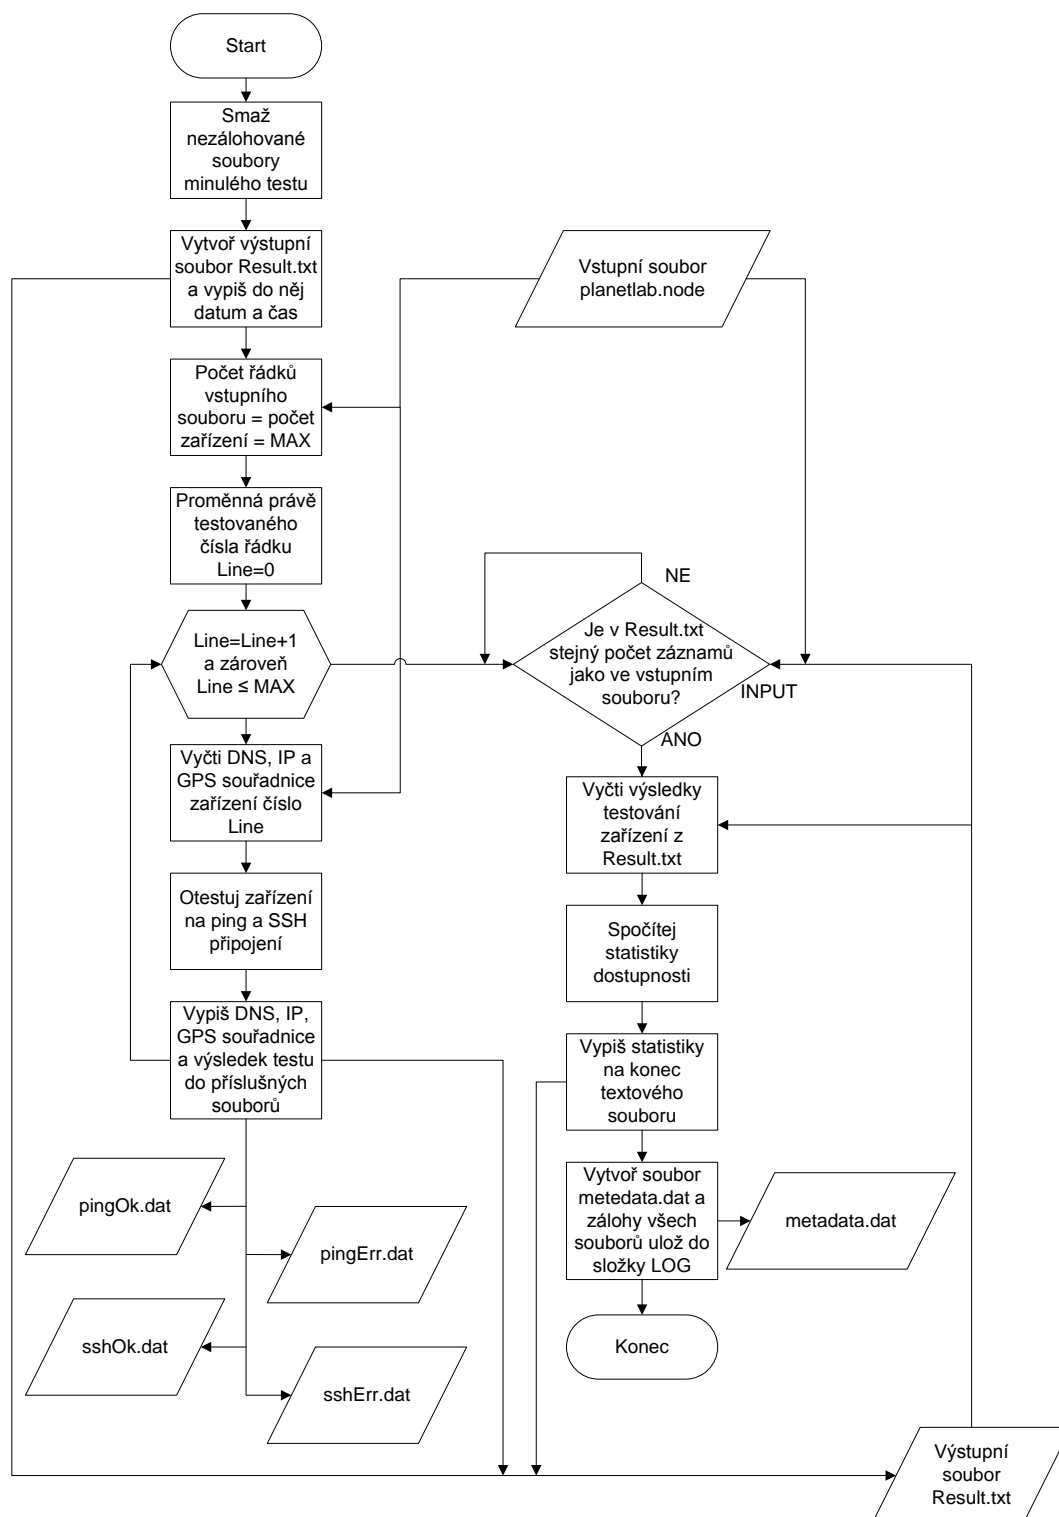 Start
Smaž
nezálohované
soubory
minulého testu
Vytvoř výstupní
soubor Result.txt
a vypiš do něj
datum a čas
Vstupní soubor
planetlab.node
Počet řádků
vstupního
souboru = počet
zařízení = MAX
Proměnná právě
testovaného
čísla řádku
Line=0
Line=Line+1
a zároveň
Line ≤ MAX
NE
Je v Result.txt
stejný počet záznamů
jako ve vstupním
souboru?
INPUT
ANO
Vyčti DNS, IP a
GPS souřadnice
zařízení číslo
Line
Vyčti výsledky
testování
zařízení z
Result.txt
Otestuj zařízení
na ping a SSH
připojení
Spočítej
statistiky
dostupnosti
Vypiš DNS, IP,
GPS souřadnice
a výsledek testu
do příslušných
souborů
Vypiš statistiky
na konec
textového
souboru
Vytvoř soubor
metedata.dat a
zálohy všech
souborů ulož do
složky LOG
metadata.dat
pingOk.dat
pingErr.dat
sshOk.dat
sshErr.dat
Konec
Výstupní
soubor
Result.txt